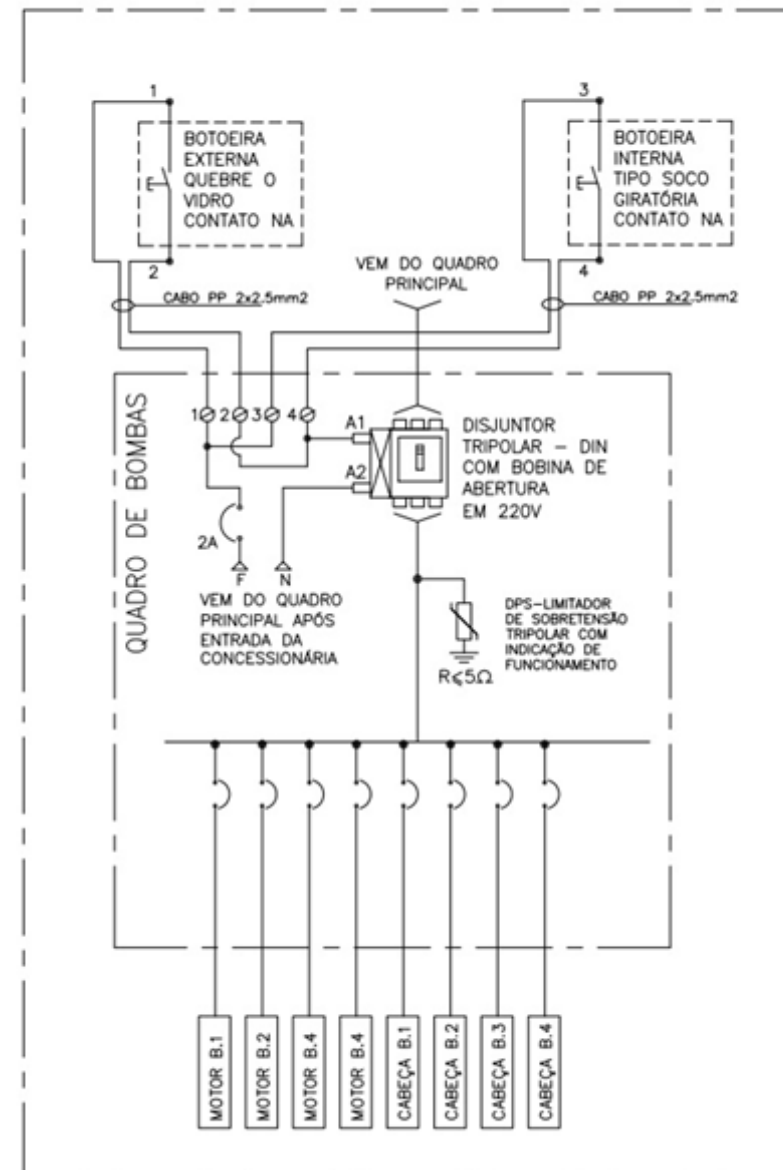 1
BOTOEIRA
EXTERNA
QUEBRE O
VIDRO
CONTATO NA
2
CABO PP 2x2.5mm2
3
BOTOEIRA
INTERNA
TIPO SOCO
GIRATÓRIA
CONTATO NA
4
CABO PP 2x2.5mm2
VEM DO QUADRO
PRINCIPAL
QUADRO DE BOMBAS
1 2 3 4
A1
A2
DISJUNTOR
TRIPOLAR – DIN
COM BOBINA DE
ABERTURA
EM 220V
2A
F N
VEM DO QUADRO
PRINCIPAL APÓS
ENTRADA DA
CONCESSIONÁRIA
DPS-LIMITADOR
DE SOBRETENSÃO
TRIPOLAR COM
INDICAÇÃO DE
FUNCIONAMENTO
R⩽5Ω
MOTOR B.1
MOTOR B.2
MOTOR B.4
MOTOR B.4
CABEÇA B.1
CABEÇA B.2
CABEÇA B.3
CABEÇA B.4